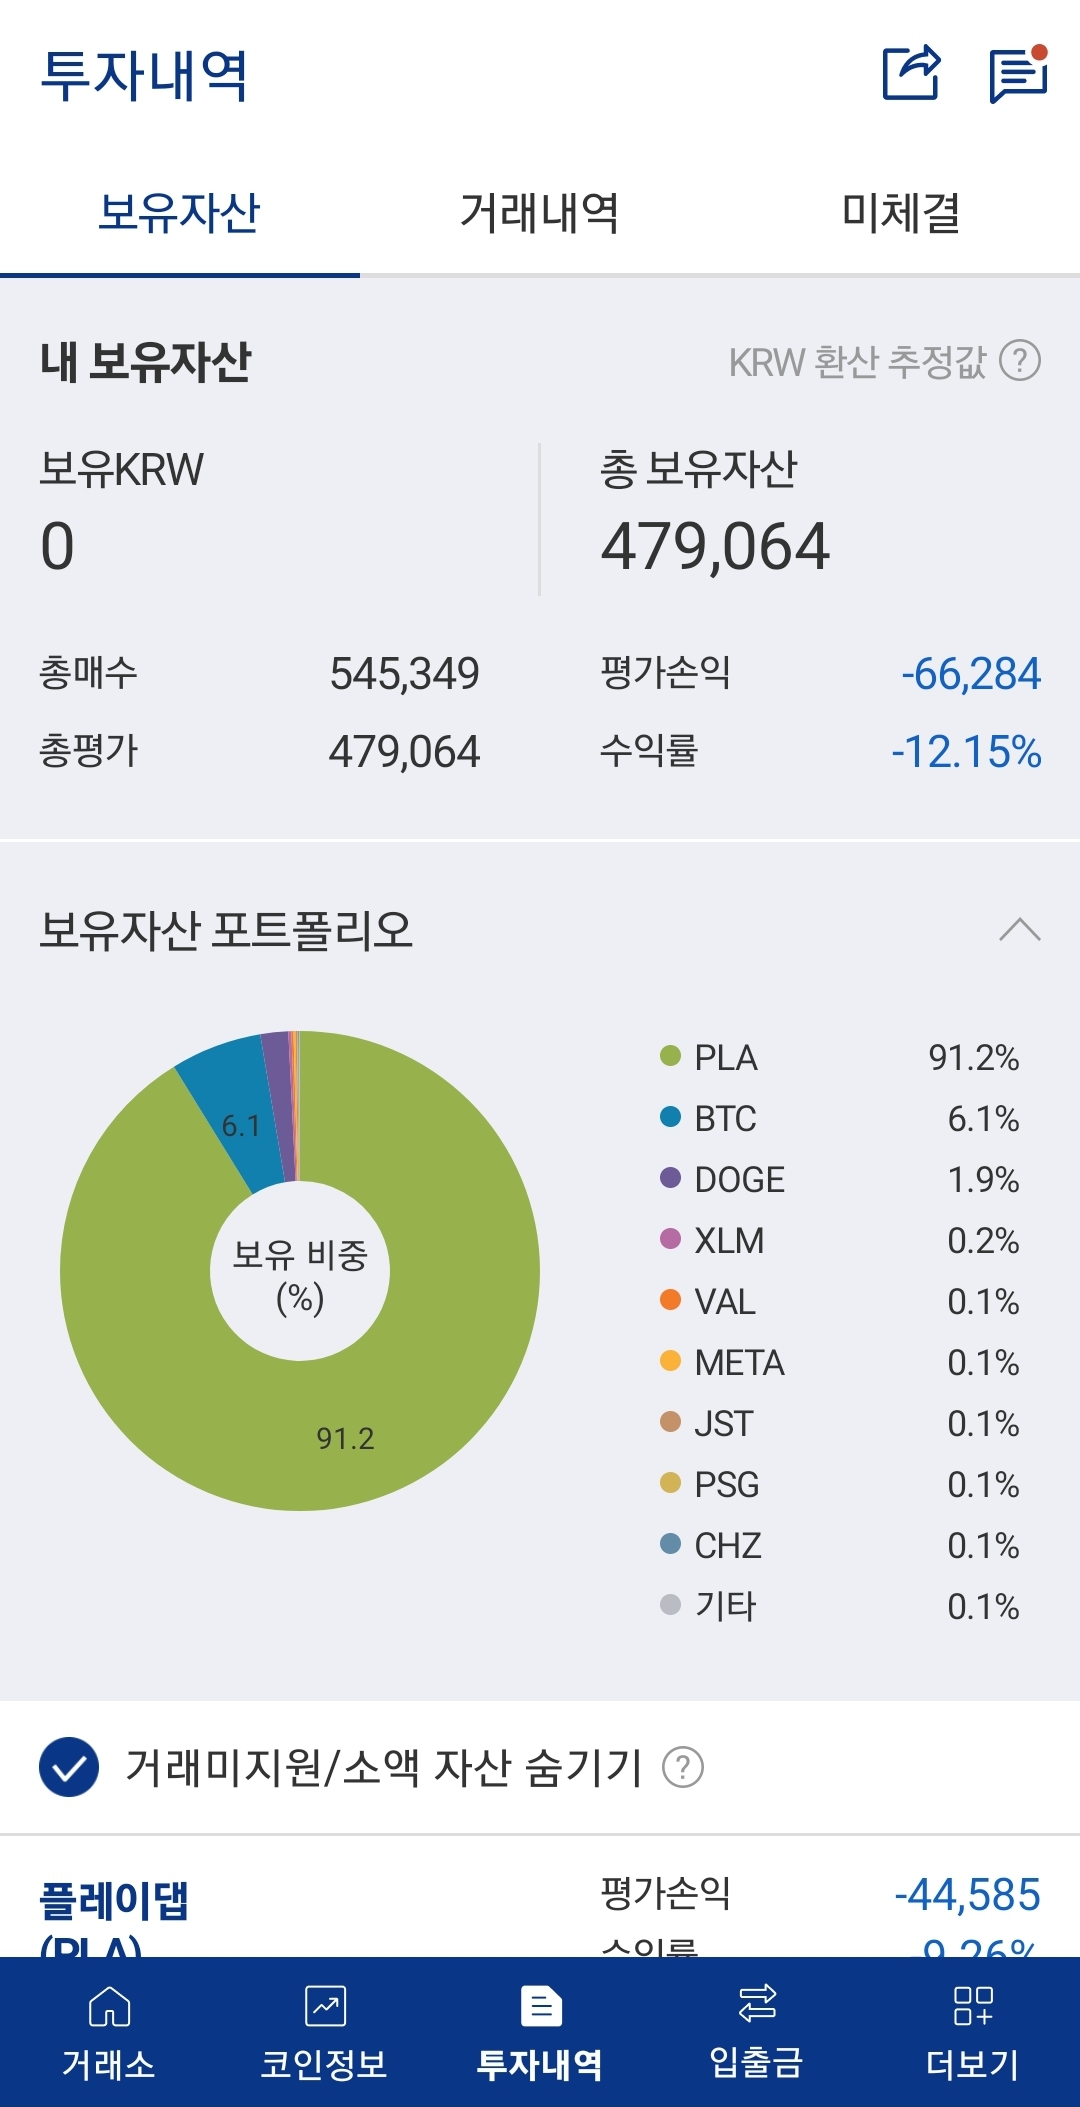 투자내역
보유자산 거래내역 미체결
내 보유자산 KRW 환산 추정값 ?
보유KRW 총 보유자산
0 479,064
총매수 545,349 평가손익 -66,284
총평가 479,064 수익률 -12.15%
보유자산 포트폴리오
PLA 91.2%
BTC 6.1%
DOGE 1.9%
XLM 0.2%
VAL 0.1%
META 0.1%
JST 0.1%
PSG 0.1%
CHZ 0.1%
기타 0.1%
6.1
보유 비중
(%)
91.2
거래미지원/소액 자산 숨기기 ?
플레이댑 평가손익 -44,585
(PLA) 수익률 -9.26%
거래소 코인정보 투자내역 입출금 더보기